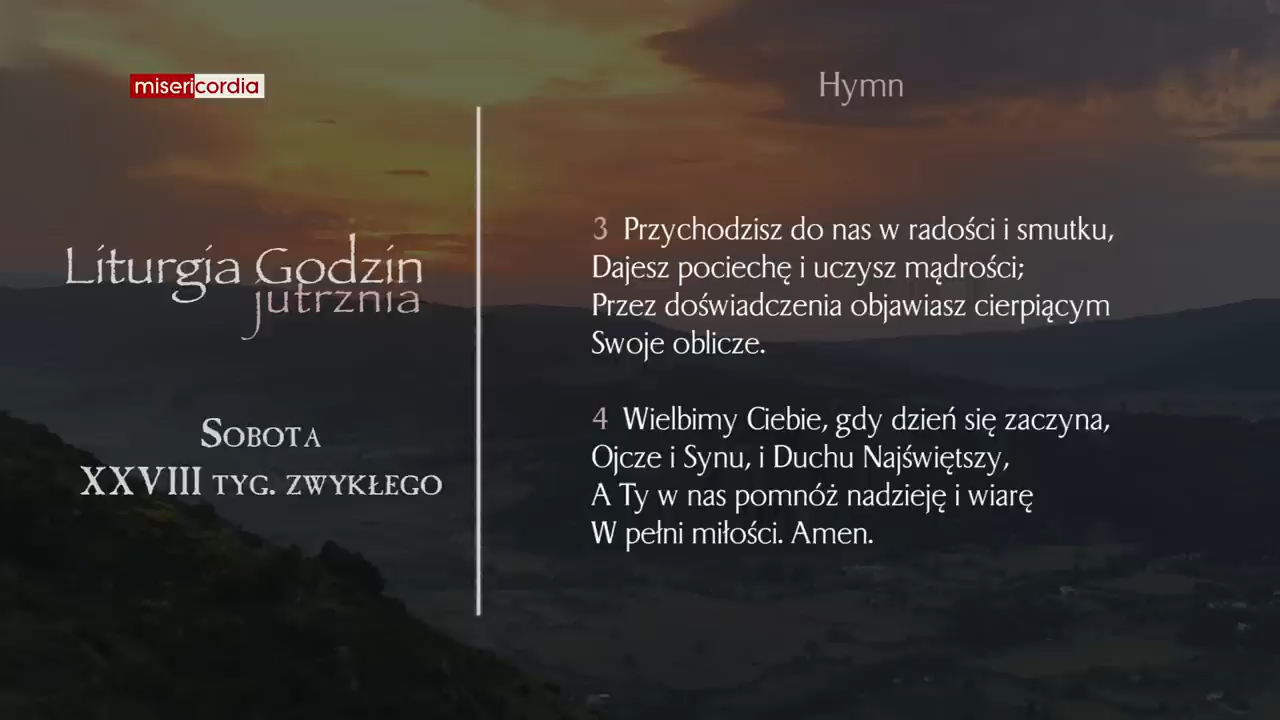 misericordia
Liturgia Godzin
jutrznia
Sobota
XXVIII tyg. zwykłego
Hymn
3 Przychodzisz do nas w radości i smutku,
Dajesz pociechę i uczysz mądrości;
Przez doświadczenia objawiasz cierpiącym
Swoje oblicze.
4 Wielbimy Ciebie, gdy dzień się zaczyna,
Ojcze i Synu, i Duchu Najświętszy,
A Ty w nas pomnóż nadzieję i wiarę
W pełni miłości. Amen.